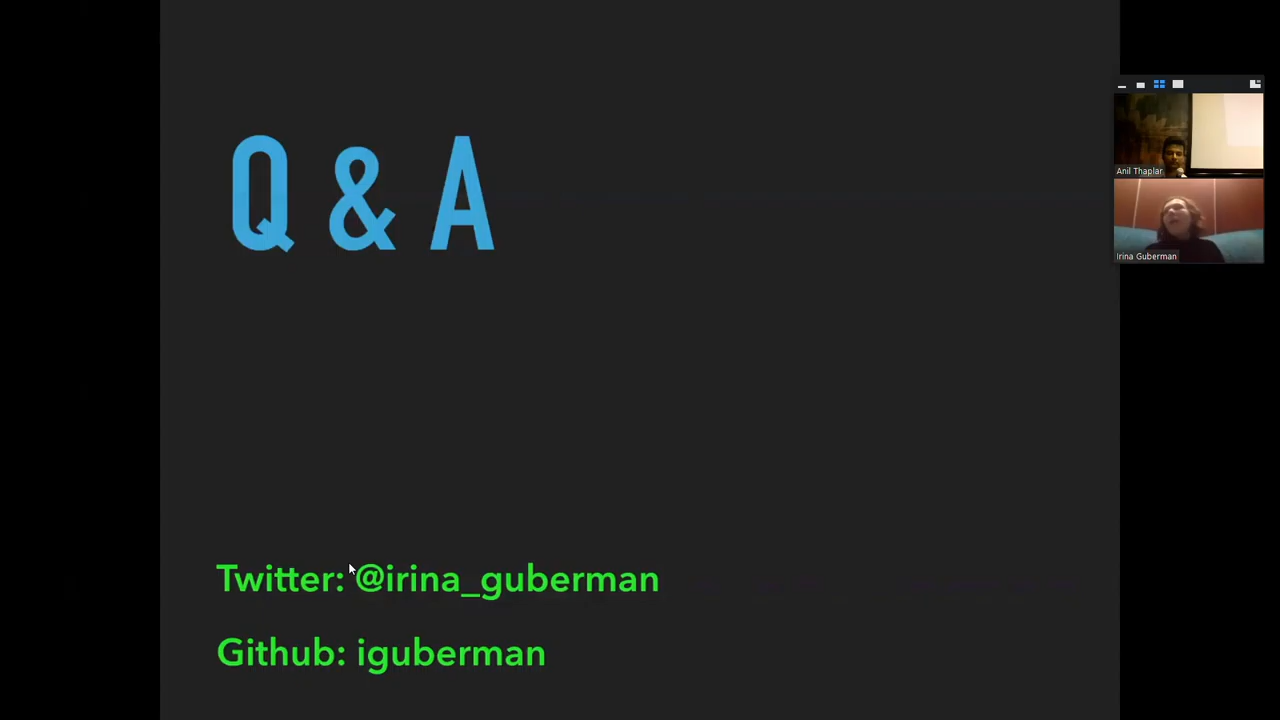 Q & A
Anil Thaplar
Irina Guberman
Twitter: @irina_guberman
Github: iguberman